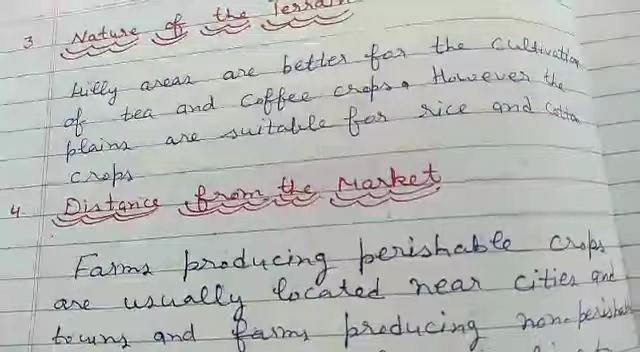 3 Nature of the Terrain
Hilly areas are better for the cultivation
of tea and coffee crops. However the
plains are suitable for rice and cotton
crops
4. Distance from the Market
Farms producing perishable crops
are usually located near cities and
towns and farms producing non-perishable